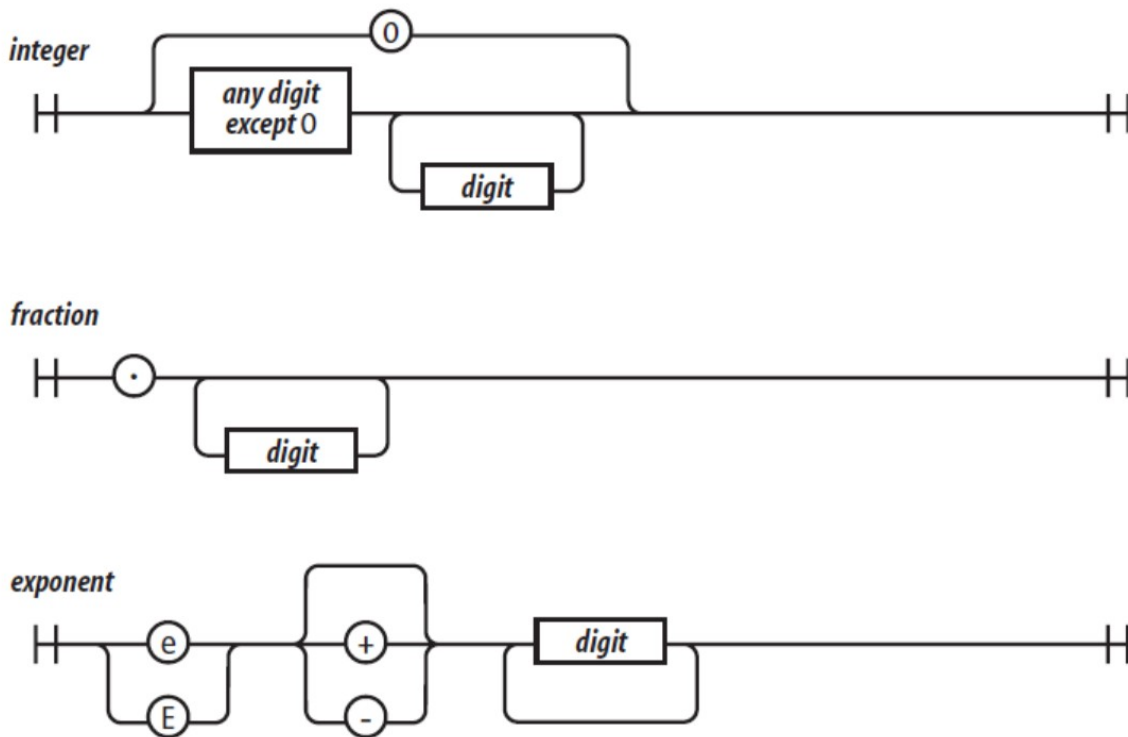 0
integer
any digit
except 0
digit
fraction
.
digit
exponent
e
+
digit
E
-